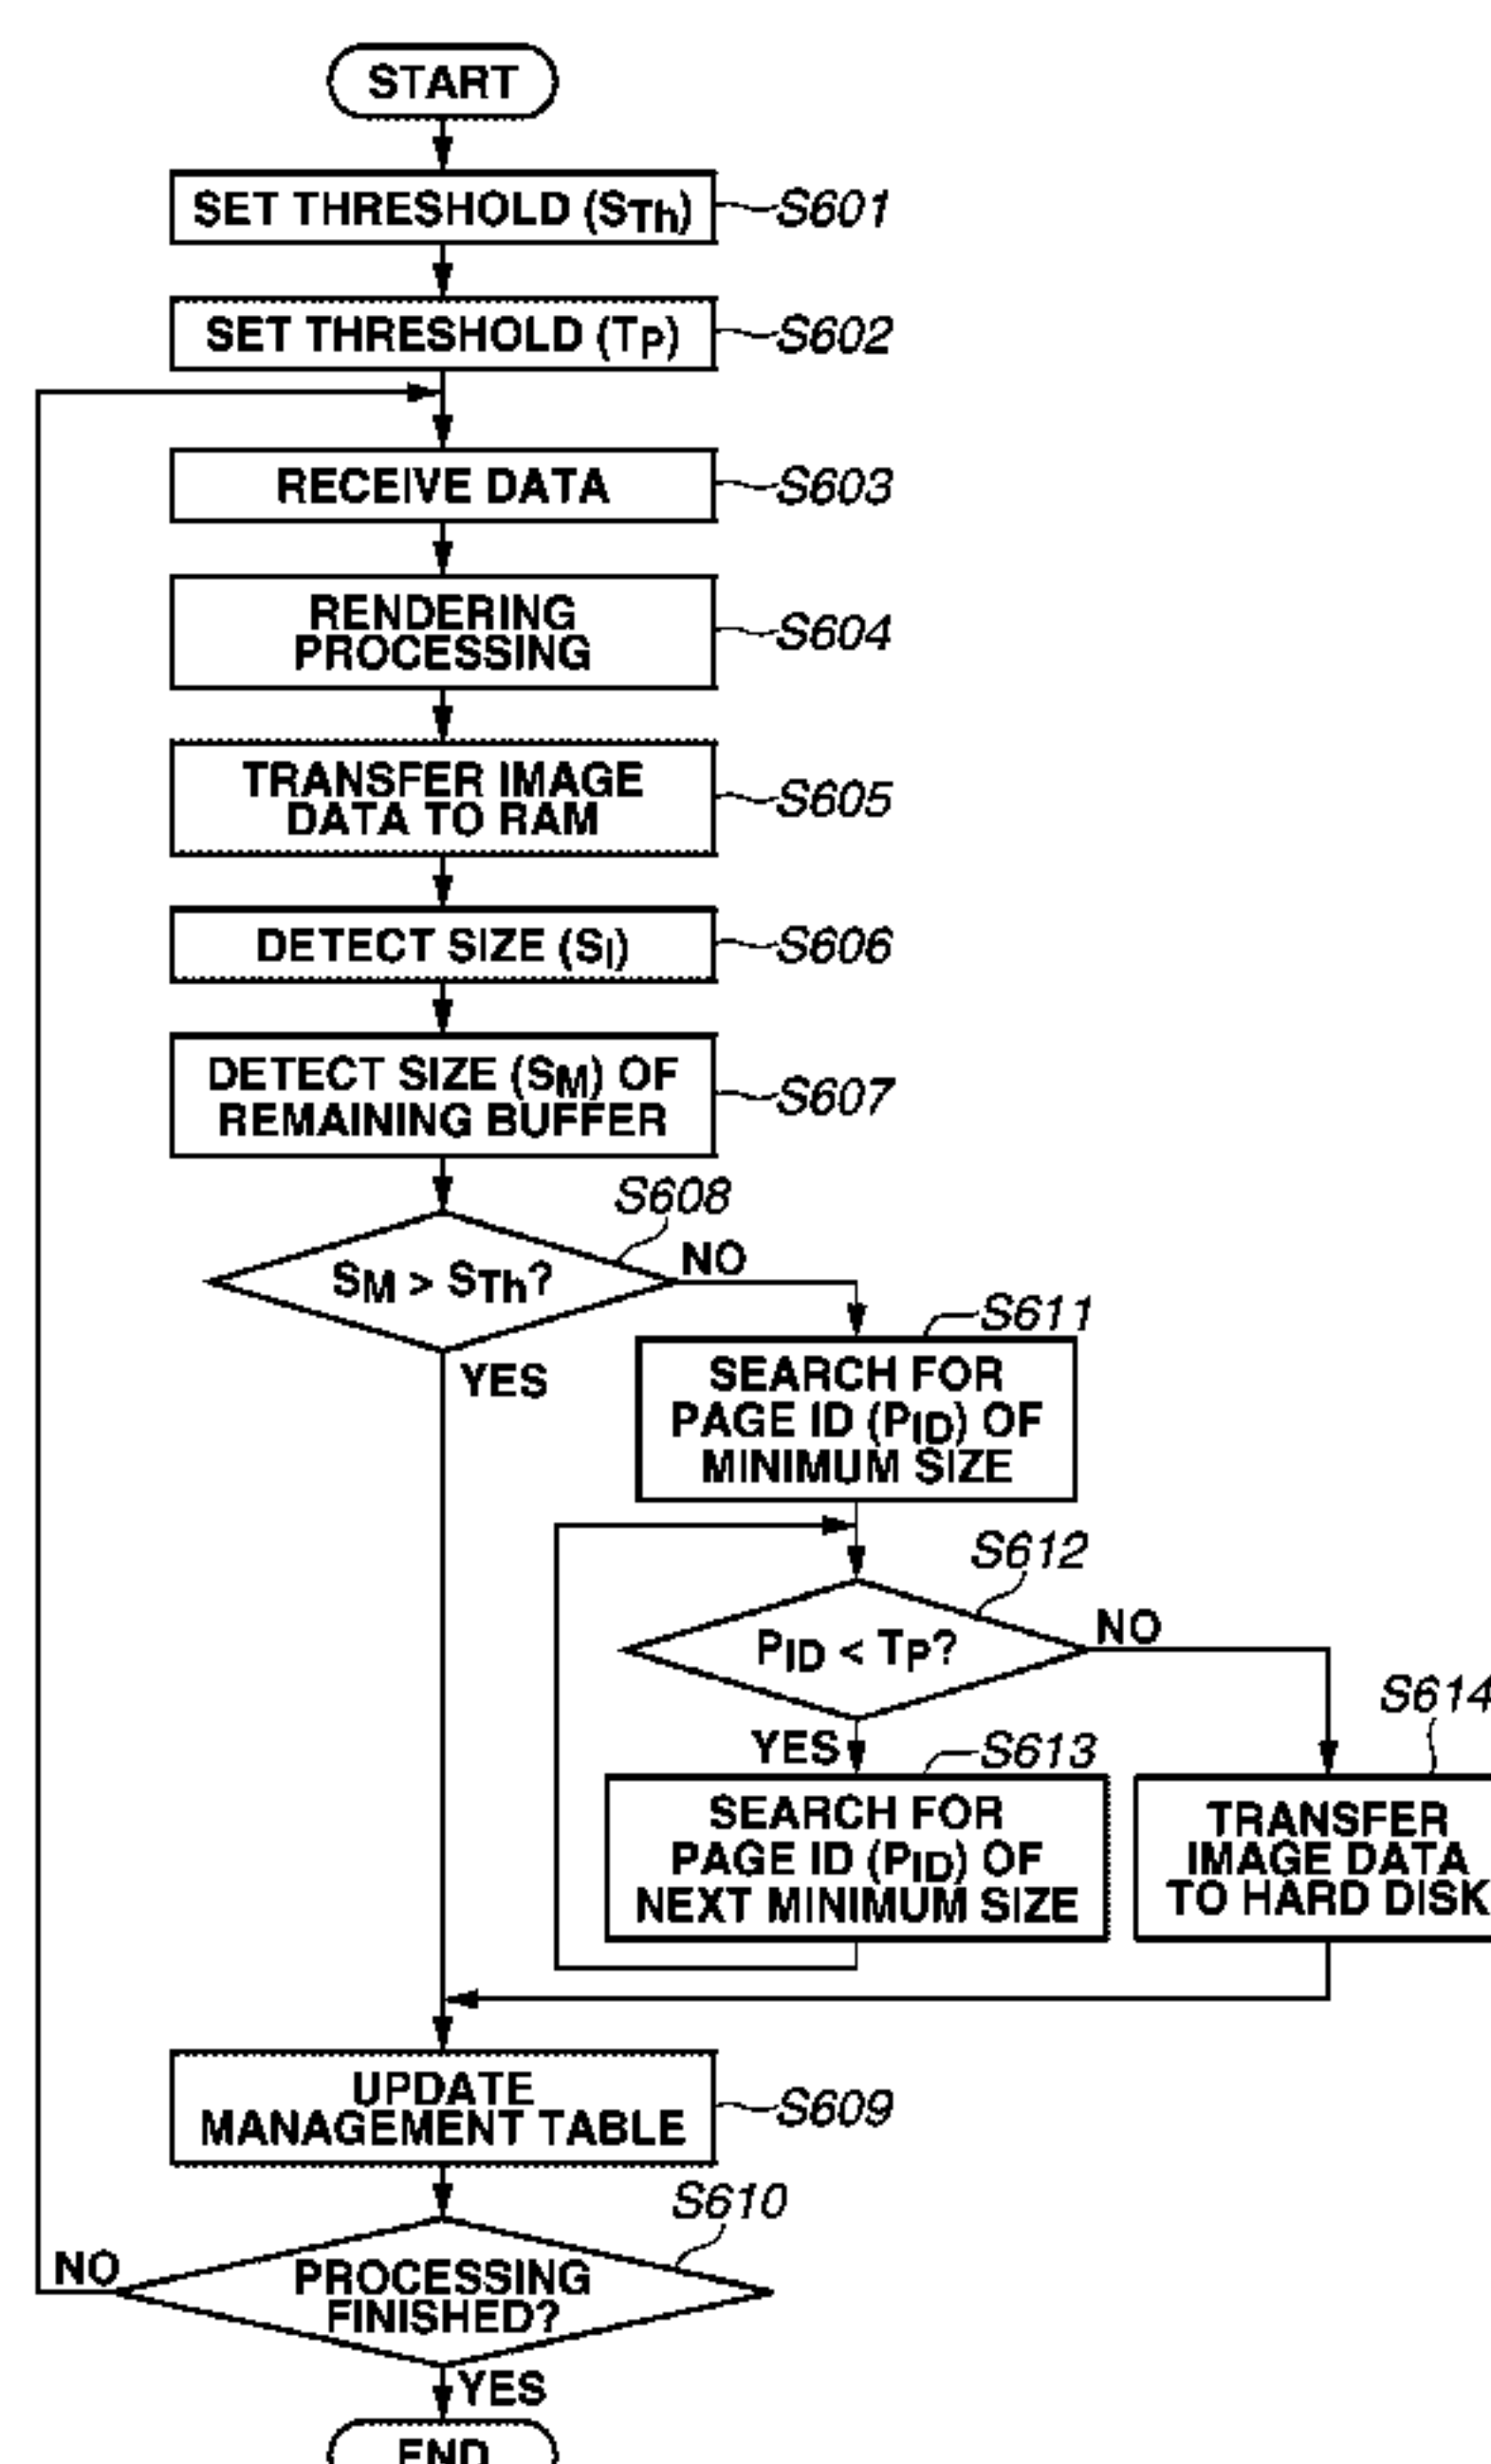 START
SET THRESHOLD (STh)
S601
SET THRESHOLD (TP)
S602
RECEIVE DATA
S603
RENDERING
PROCESSING
S604
TRANSFER IMAGE
DATA TO RAM
S605
DETECT SIZE (SI)
S606
DETECT SIZE (SM) OF
REMAINING BUFFER
S607
S608
SM > STh?
NO
YES
S611
SEARCH FOR
PAGE ID (PID) OF
MINIMUM SIZE
S612
PID < TP?
NO
YES
S613
SEARCH FOR
PAGE ID (PID) OF
NEXT MINIMUM SIZE
S614
TRANSFER
IMAGE DATA
TO HARD DISK
UPDATE
MANAGEMENT TABLE
S609
S610
PROCESSING
FINISHED?
NO
YES
END